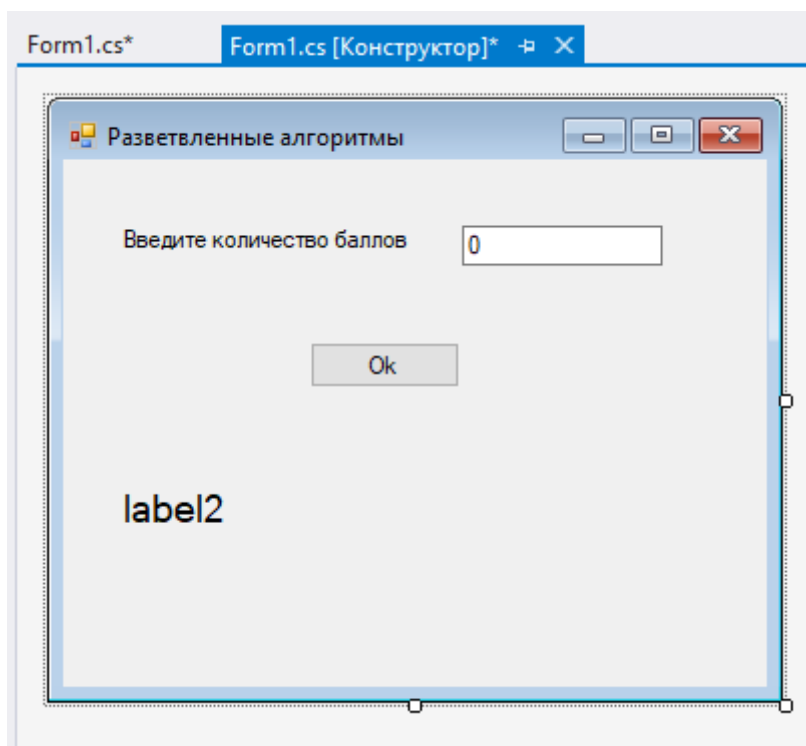 Form1.cs*
Form1.cs [Конструктор]*
Разветвленные алгоритмы
Введите количество баллов 0
Ok
label2